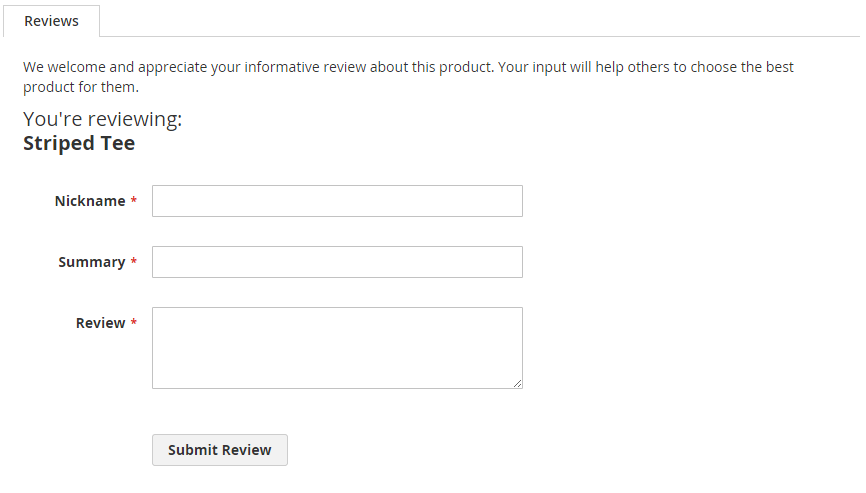 Reviews
We welcome and appreciate your informative review about this product. Your input will help others to choose the best
product for them.
You're reviewing:
Striped Tee
Nickname *
Summary *
Review *
Submit Review